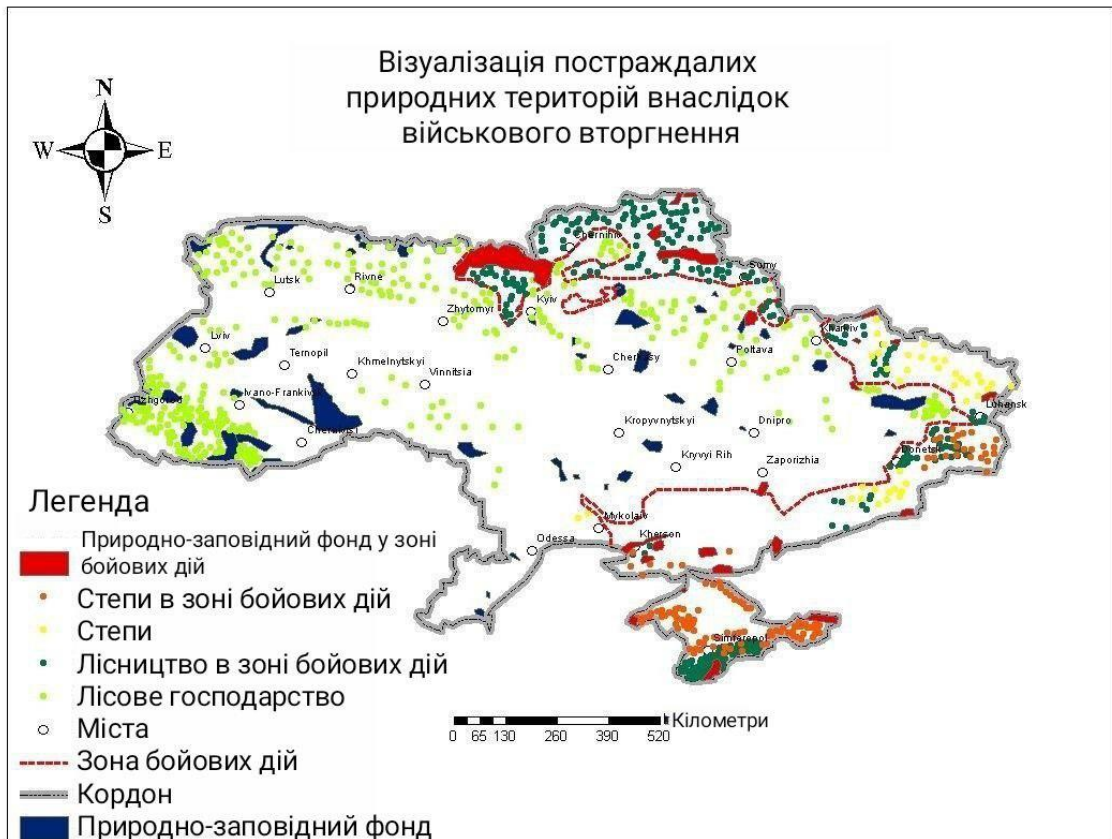 Візуалізація постраждалих
природних територій внаслідок
військового вторгнення
N
W E
S
Chernihiv
Sumy
Lutsk
Rivne
Kyiv
Zhytomyr
Kharkiv
Lviv
Ternopil
Khmelnytskyi
Vinnitsia
Cherkasy
Poltava
Uzhgorod
Ivano-Frankivs
Luhansk
Chernivtsi
Kropyvnytskyi
Dnipro
Donetsk
Kryvyi Rih
Zaporizhia
Mykolaiv
Odessa
Kherson
Simferopol
Легенда
Природно-заповідний фонд у зоні
бойових дій
Степи в зоні бойових дій
Степи
Лісництво в зоні бойових дій
Лісове господарство
Міста
Зона бойових дій
Кордон
Природно-заповідний фонд
Кілометри
0 65 130 260 390 520